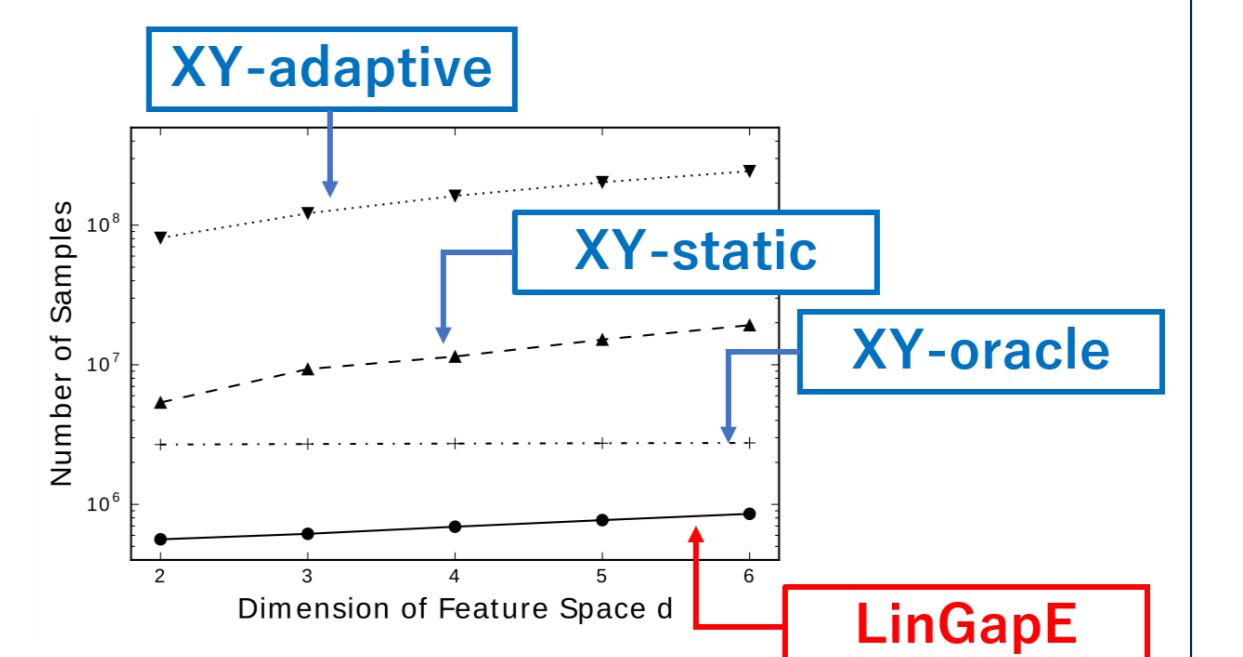 XY-adaptive
Number of Samples
10^8
XY-static
10^7
XY-oracle
10^6
2 3 4 5 6
Dimension of Feature Space d
LinGapE